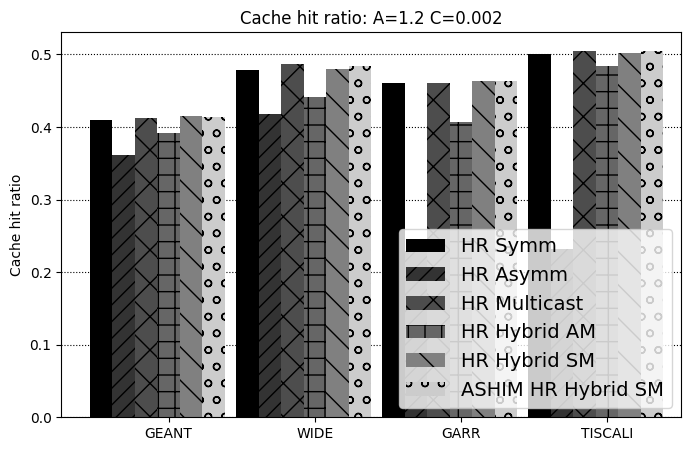 Cache hit ratio: A=1.2 C=0.002
Cache hit ratio
0.5
0.4
0.3
0.2
0.1
0.0
HR Symm
HR Asymm
HR Multicast
HR Hybrid AM
HR Hybrid SM
ASHIM HR Hybrid SM
GEANT
WIDE
GARR
TISCALI